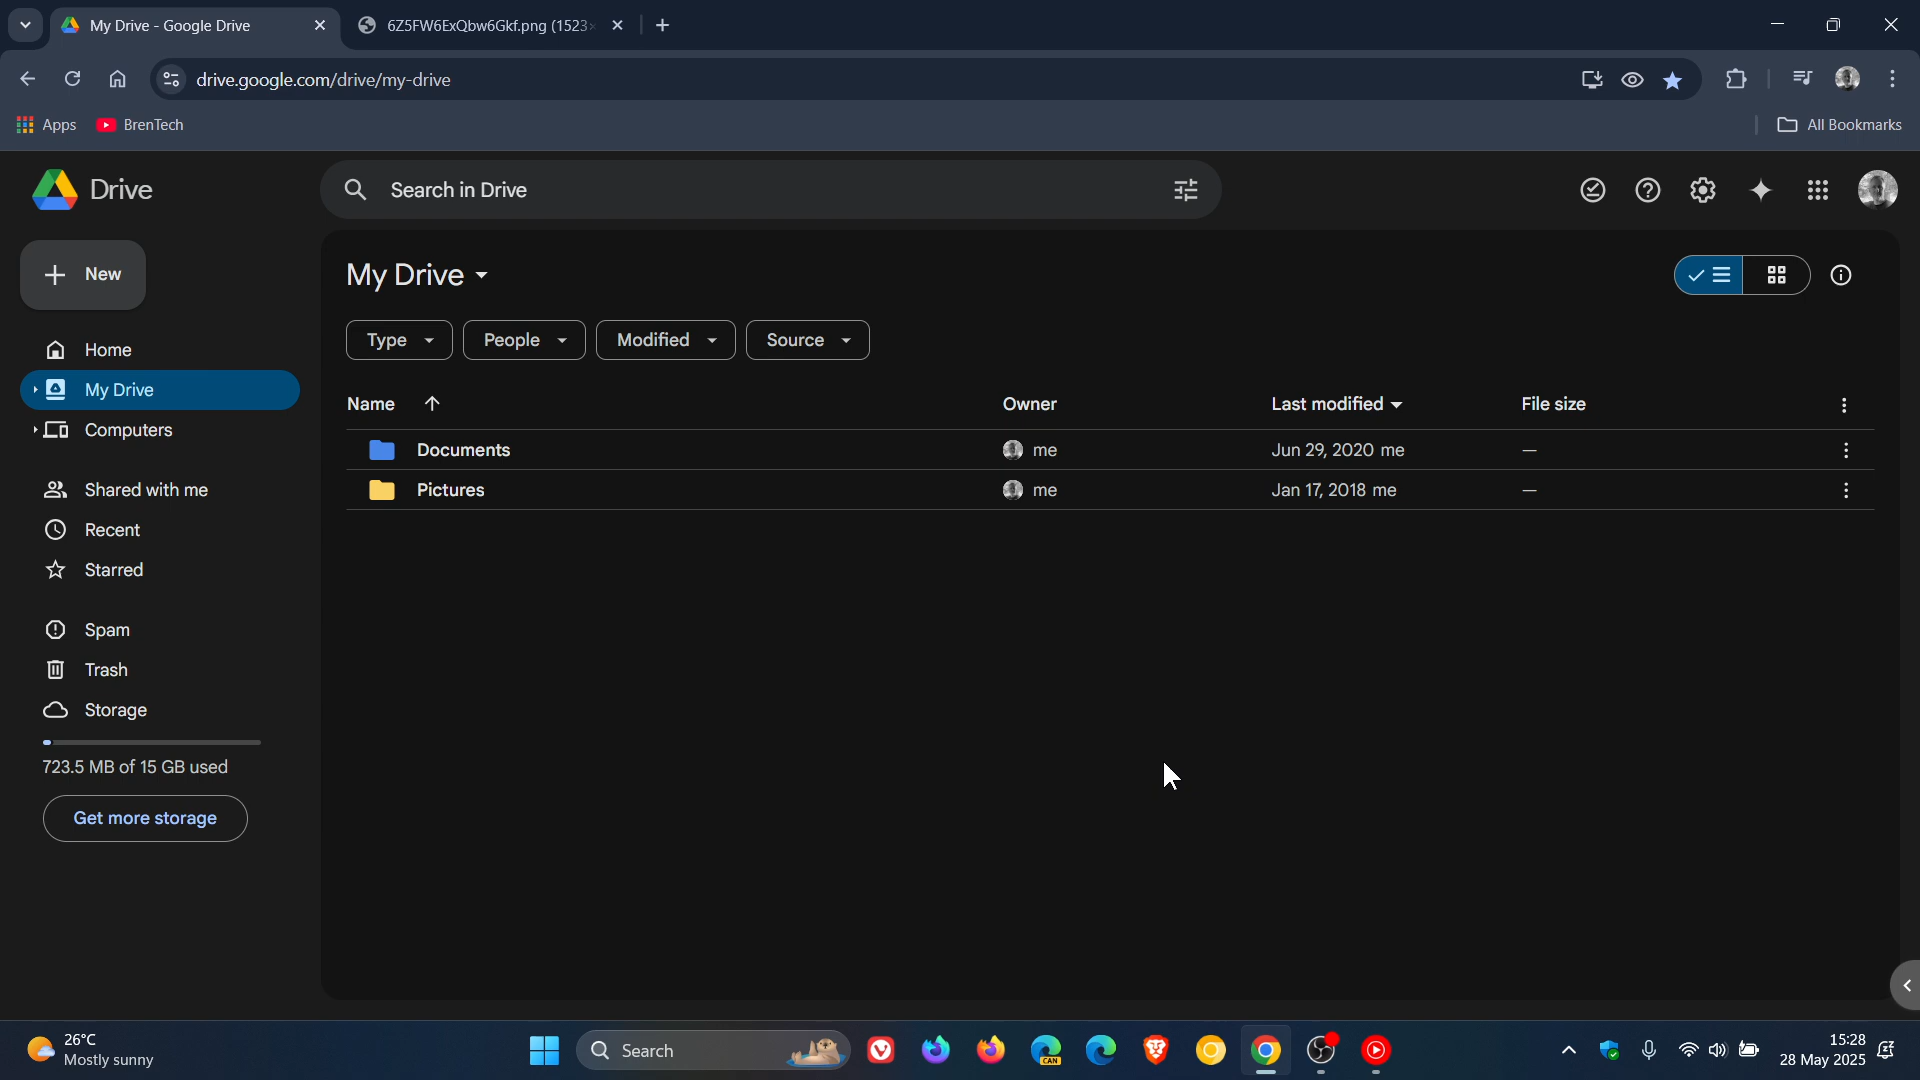 My Drive - Google Drive
6Z5FW6ExQbw6Gkf.png (1523
drive.google.com/drive/my-drive
Apps
BrenTech
All Bookmarks
Drive
Search in Drive
New
My Drive
Type
People
Modified
Source
Home
My Drive
Computers
Shared with me
Recent
Starred
Spam
Trash
Storage
723.5 MB of 15 GB used
Get more storage
Name Owner Last modified File size
Documents me Jun 29, 2020 me —
Pictures me Jan 17, 2018 me —
26°C
Mostly sunny
Search
CAN
15:28
28 May 2025